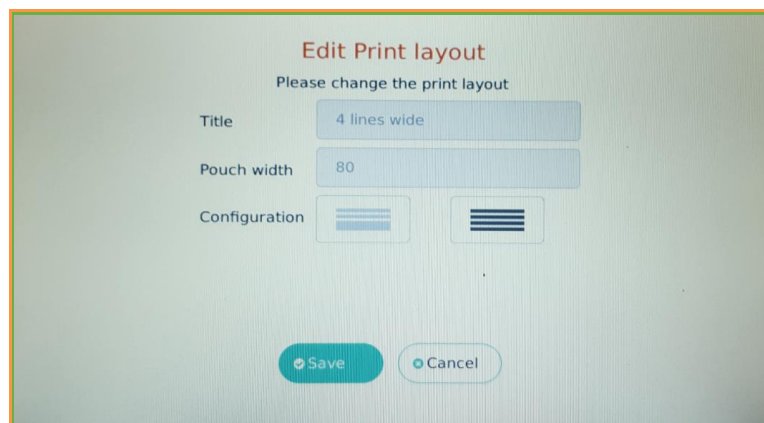 Edit Print layout
Please change the print layout
Title 4 lines wide
Pouch width 80
Configuration
Save Cancel